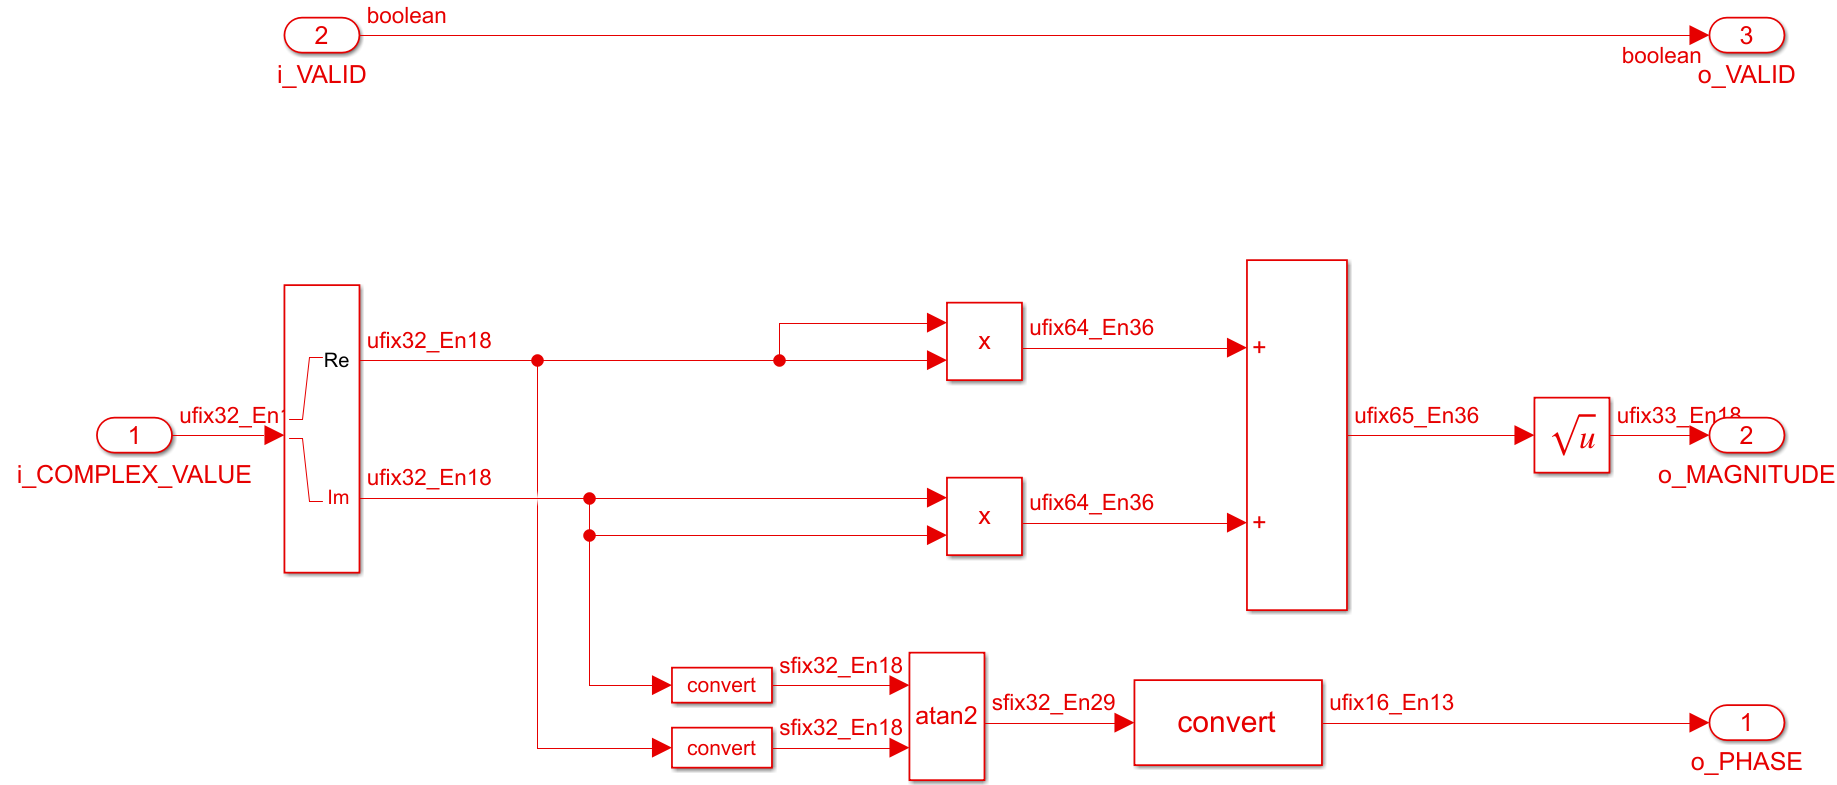 boolean
2
i_VALID
3
boolean
o_VALID
ufix32_En18
Re
ufix32_En
1
i_COMPLEX_VALUE
ufix32_En18
Im
x
ufix64_En36
+
x
ufix64_En36
+
ufix65_En36
√u
ufix33_En18
2
o_MAGNITUDE
convert
sfix32_En18
convert
sfix32_En18
atan2
sfix32_En29
convert
ufix16_En13
1
o_PHASE